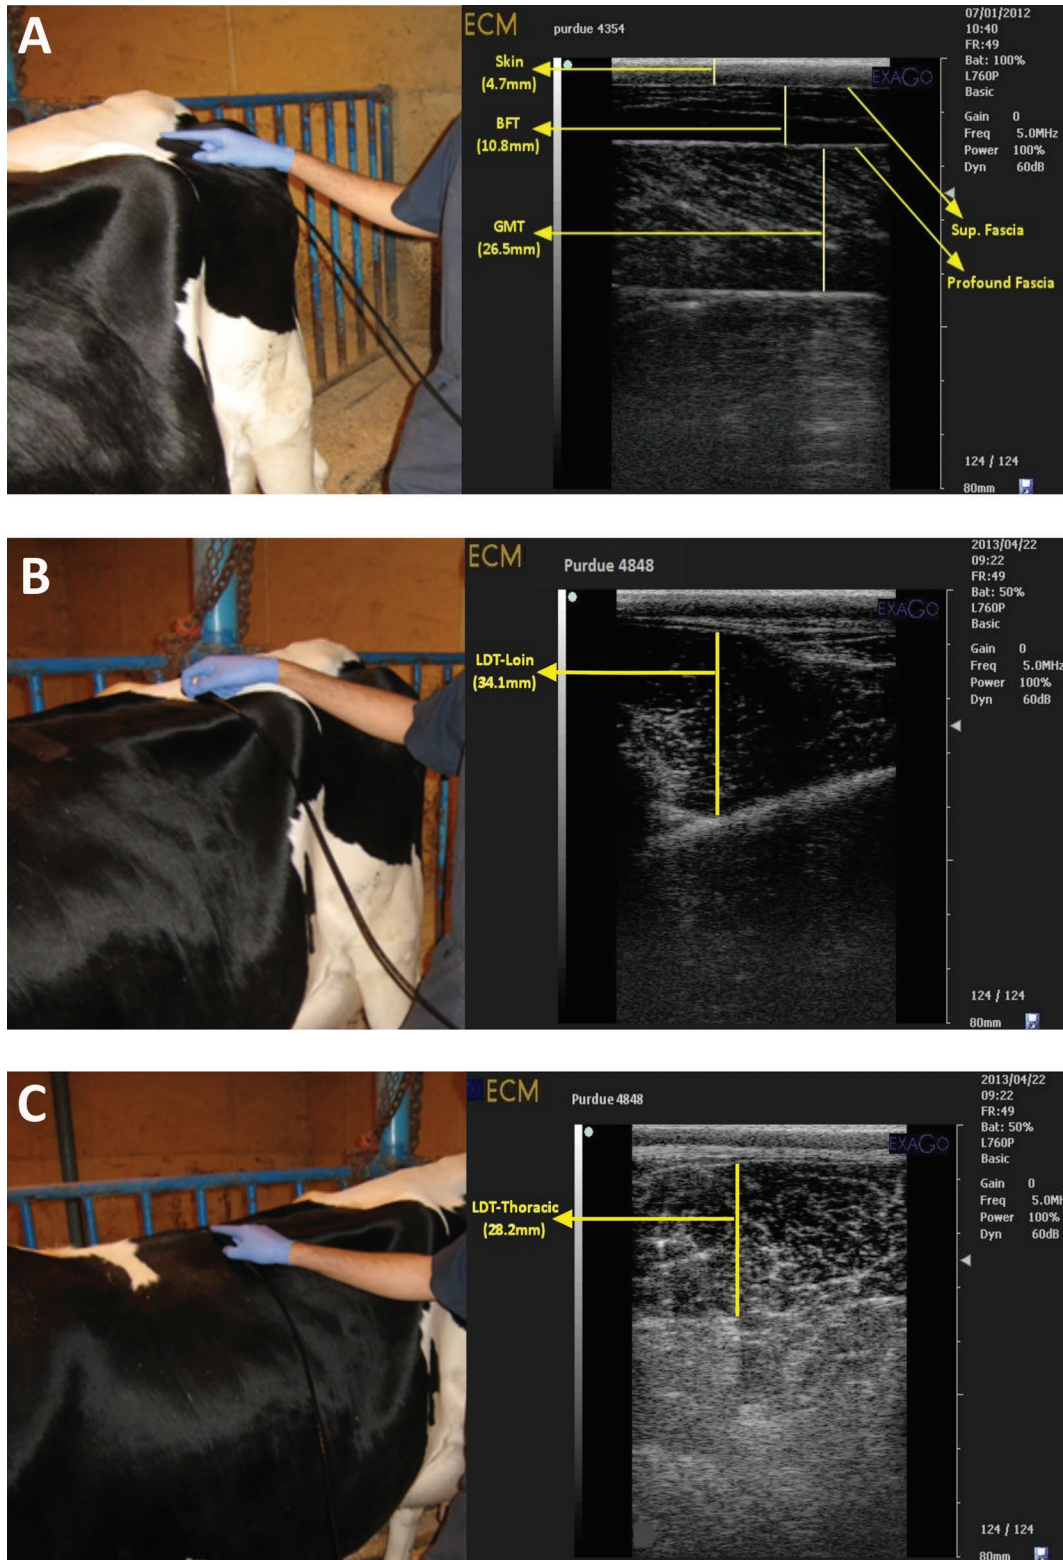 A
ECM
purdue 4354
07/01/2012
10:40
FR:49
Bat: 100%
L760P
Basic
Gain 0
Freq 5.0MHz
Power 100%
Dyn 60dB
EXAGO
Skin
(4.7mm)
BFT
(10.8mm)
GMT
(26.5mm)
Sup. Fascia
Profound Fascia
124 / 124
80mm
B
ECM
Purdue 4848
2013/04/22
09:22
FR:49
Bat: 50%
L760P
Basic
Gain 0
Freq 5.0MHz
Power 100%
Dyn 60dB
EXAGO
LDT-Loin
(34.1mm)
124 / 124
80mm
C
ECM
Purdue 4848
2013/04/22
09:22
FR:49
Bat: 50%
L760P
Basic
Gain 0
Freq 5.0MH
Power 100%
Dyn 60dB
EXAGO
LDT-Thoracic
(28.2mm)
124 / 124
80mm